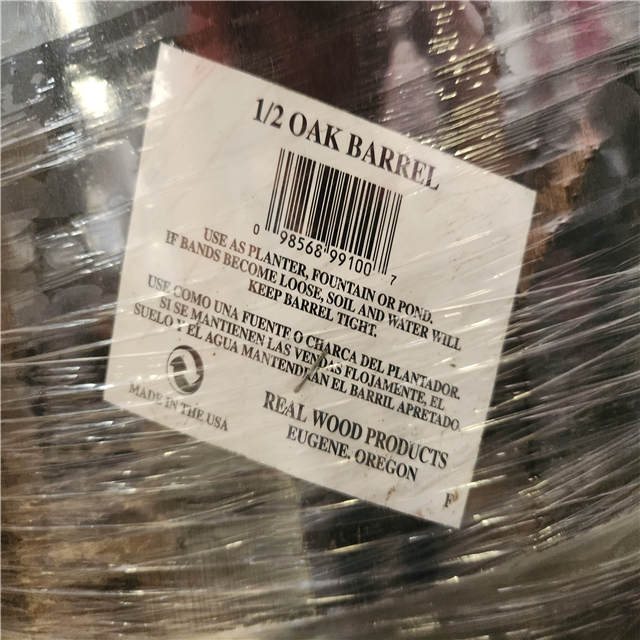 1/2 OAK BARREL
0 98568 99100 7
USE AS PLANTER, FOUNTAIN OR POND.
IF BANDS BECOME LOOSE, SOIL AND WATER WILL
KEEP BARREL TIGHT.
USE COMO UNA FUENTE O CHARCA DEL PLANTADOR.
SI SE MANTIENEN LAS VENDAS FLOJAMENTE, EL
SUELO Y EL AGUA MANTENDRAN EL BARRIL APRETADO.
MADE IN THE USA
REAL WOOD PRODUCTS
EUGENE, OREGON
F